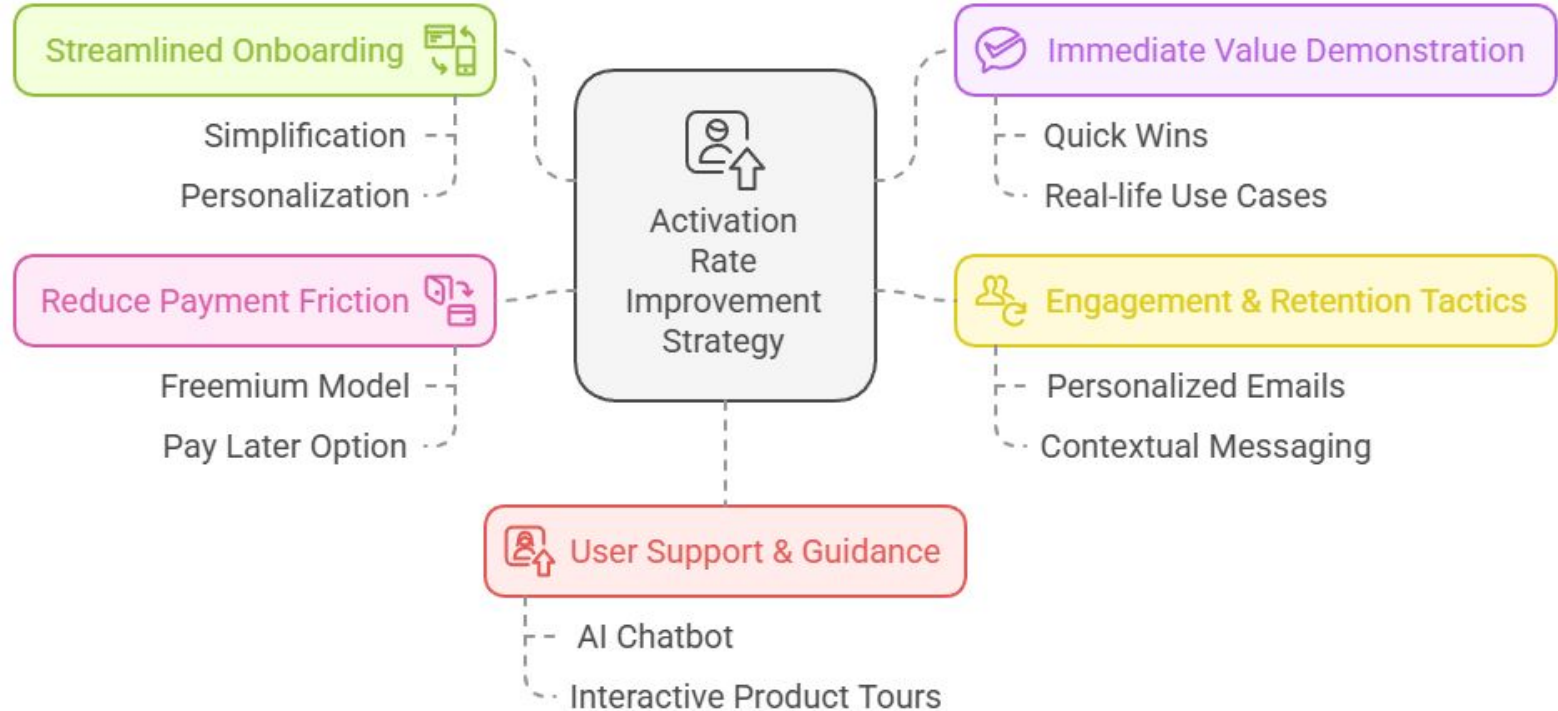 Streamlined Onboarding
Simplification
Personalization
Reduce Payment Friction
Freemium Model
Pay Later Option
Activation
Rate
Improvement
Strategy
Immediate Value Demonstration
Quick Wins
Real-life Use Cases
Engagement & Retention Tactics
Personalized Emails
Contextual Messaging
User Support & Guidance
AI Chatbot
Interactive Product Tours